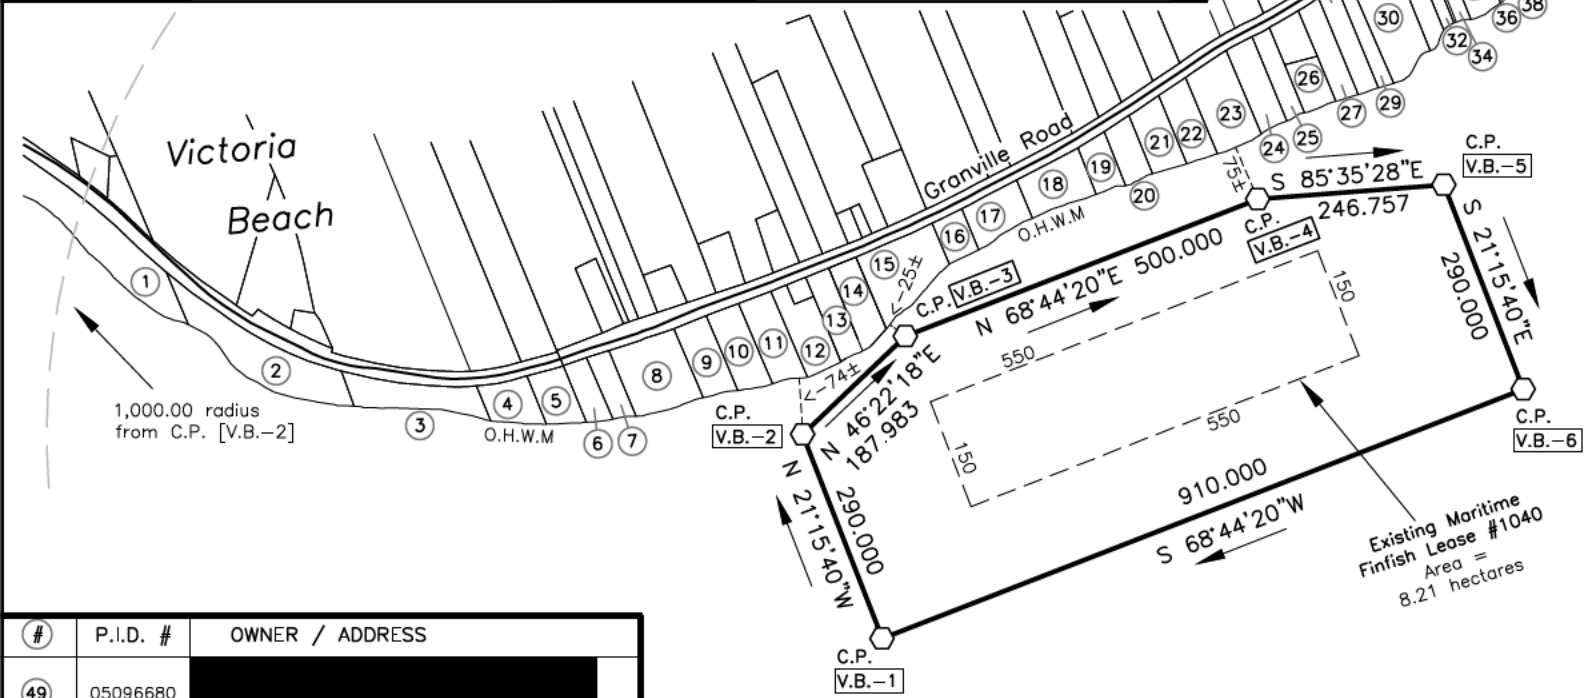 30
32
34
36
38
26
27
29
23
24
25
21
22
20
19
18
17
16
15
14
13
12
11
10
9
8
7
6
5
4
3
2
1
Victoria
Beach
Granville Road
O.H.W.M
O.H.W.M
1,000.00 radius
from C.P. [V.B.-2]
75±
25±
74±
C.P.
V.B.-5
S 85°35'28"E
246.757
C.P.
V.B.-4
C.P. V.B.-3
N 68°44'20"E 500.000
S 21°15'40"E
290.000
C.P.
V.B.-6
C.P.
V.B.-2
N 46°22'18"E
187.983
550
150
150
550
910.000
S 68°44'20"W
N 21°15'40"W
290.000
C.P.
V.B.-1
Existing Maritime
Finfish Lease #1040
Area =
8.21 hectares
# P.I.D. # OWNER / ADDRESS
49 05096680